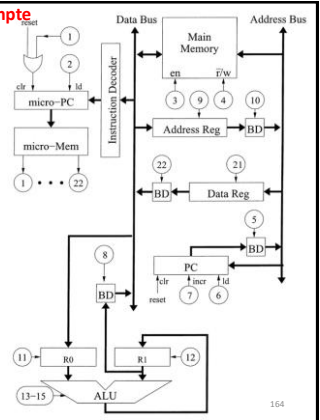 mpte
reset
Data Bus
Address Bus
1
2
clr
ld
micro-PC
micro-Mem
1
22
Instruction Decoder
Main
Memory
en
r/w
3
9
4
10
Address Reg
BD
22
21
BD
Data Reg
5
BD
8
PC
BD
clr
incr
ld
reset
7
6
11
R0
R1
12
13-15
ALU
164